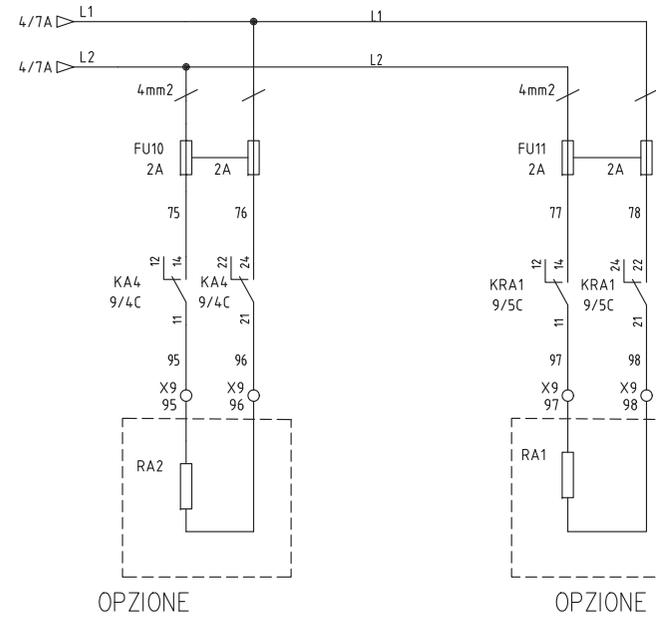 4/7A L1 L1
4/7A L2 L2
4mm2 4mm2
FU10 FU11
2A 2A 2A 2A
75 76 77 78
12 14 22 24 12 14 24 22
KA4 KA4 KRA1 KRA1
9/4C 9/4C 9/5C 9/5C
11 21 11 21
95 96 97 98
X9 X9 X9 X9
95 96 97 98
RA2 RA1
OPZIONE OPZIONE